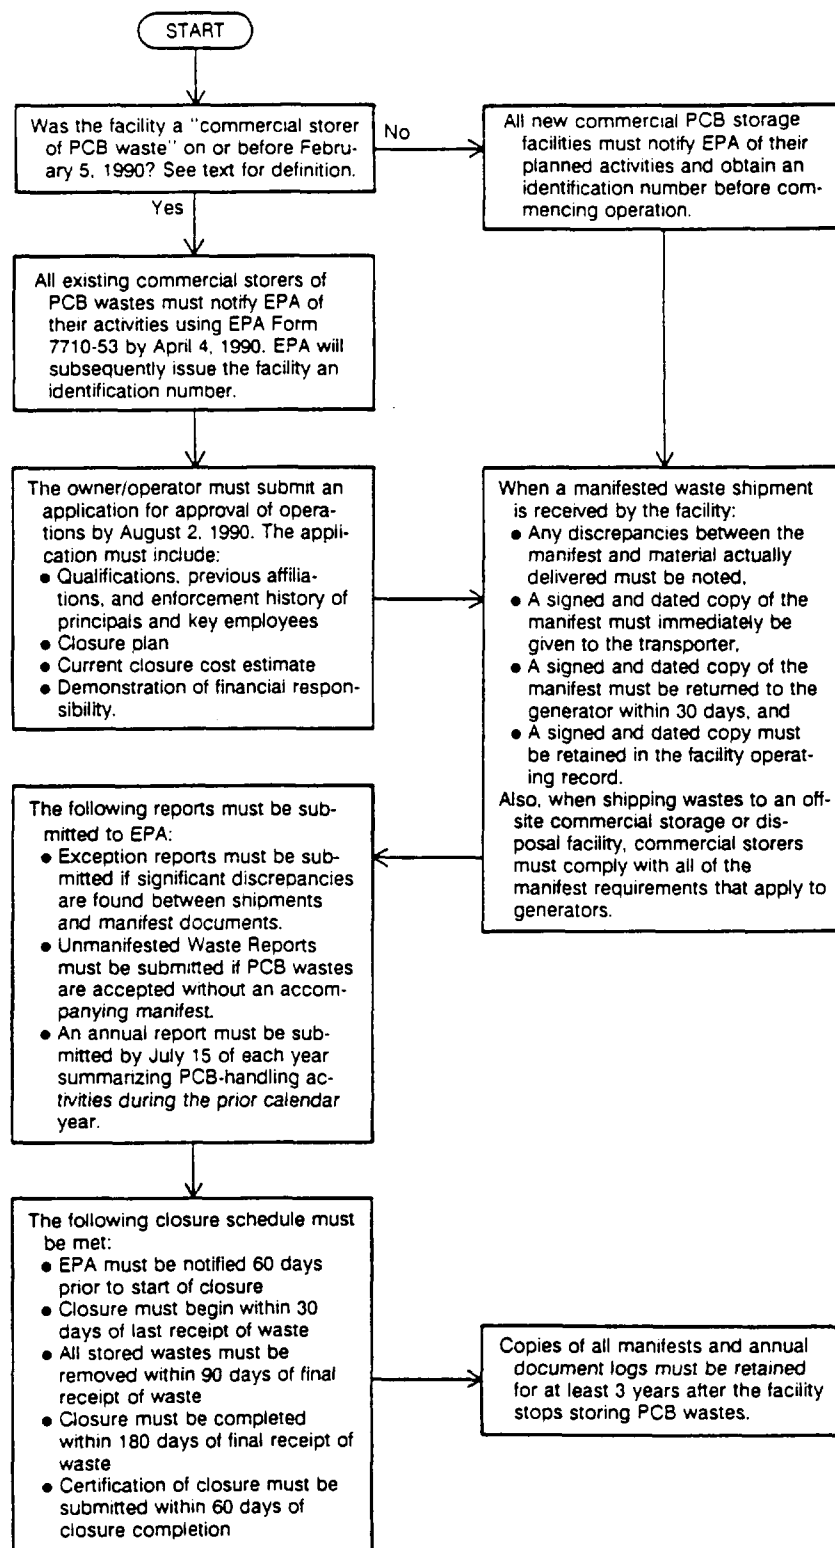 START
Was the facility a "commercial storer
of PCB waste" on or before Febru-
ary 5, 1990? See text for definition.
No
All new commercial PCB storage
facilities must notify EPA of their
planned activities and obtain an
identification number before com-
mencing operation.
Yes
All existing commercial storers of
PCB wastes must notify EPA of
their activities using EPA Form
7710-53 by April 4, 1990. EPA will
subsequently issue the facility an
identification number.
The owner/operator must submit an
application for approval of opera-
tions by August 2, 1990. The appli-
cation must include:
● Qualifications, previous affilia-
tions, and enforcement history of
principals and key employees
● Closure plan
● Current closure cost estimate
● Demonstration of financial respon-
sibility.
When a manifested waste shipment
is received by the facility:
● Any discrepancies between the
manifest and material actually
delivered must be noted,
● A signed and dated copy of the
manifest must immediately be
given to the transporter,
● A signed and dated copy of the
manifest must be returned to the
generator within 30 days, and
● A signed and dated copy must
be retained in the facility operat-
ing record.
Also, when shipping wastes to an off-
site commercial storage or dis-
posal facility, commercial storers
must comply with all of the
manifest requirements that apply to
generators.
The following reports must be sub-
mitted to EPA:
● Exception reports must be sub-
mitted if significant discrepancies
are found between shipments
and manifest documents.
● Unmanifested Waste Reports
must be submitted if PCB wastes
are accepted without an accom-
panying manifest.
● An annual report must be sub-
mitted by July 15 of each year
summarizing PCB-handling ac-
tivities during the prior calendar
year.
The following closure schedule must
be met:
● EPA must be notified 60 days
prior to start of closure
● Closure must begin within 30
days of last receipt of waste
● All stored wastes must be
removed within 90 days of final
receipt of waste
● Closure must be completed
within 180 days of final receipt of
waste
● Certification of closure must be
submitted within 60 days of
closure completion
Copies of all manifests and annual
document logs must be retained
for at least 3 years after the facility
stops storing PCB wastes.